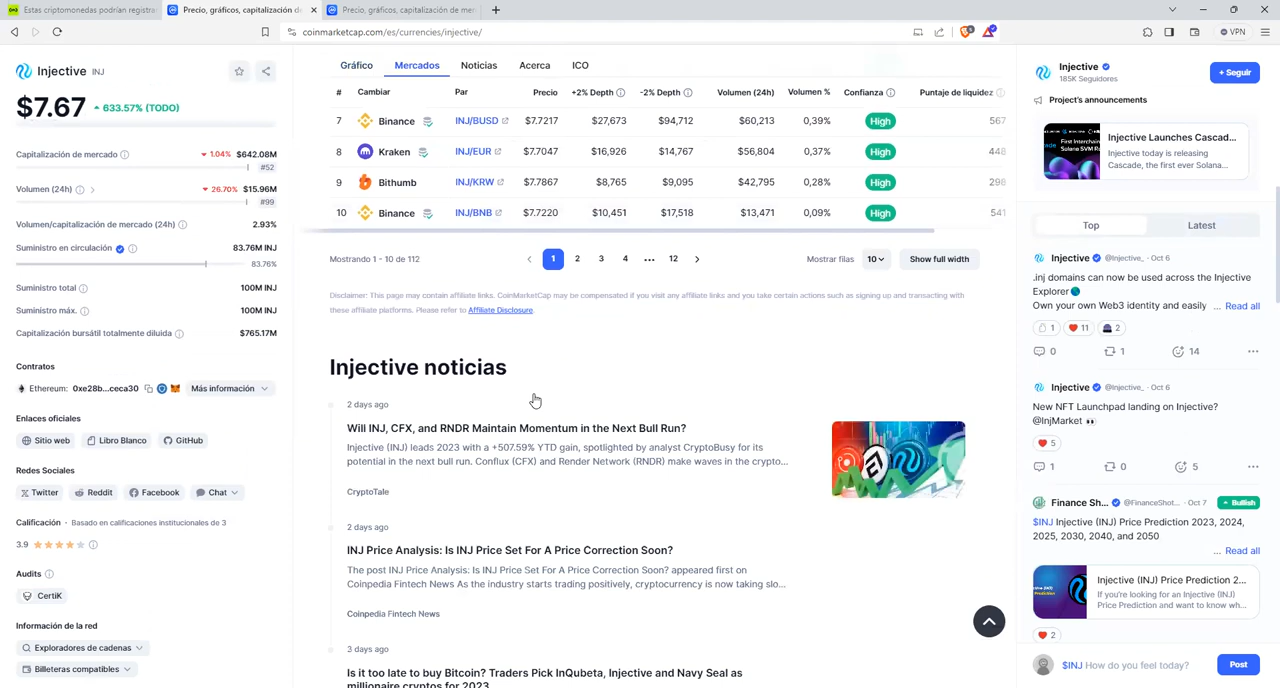 Estas criptomonedas podrían registra
Precio, gráficos, capitalización de
Precio, gráficos, capitalización de mer
coinmarketcap.com/es/currencies/injective/
VPN
Injective INJ
$7.67 633.57% (TODO)
Capitalización de mercado 1.04% $642.08M
#52
Volumen (24h) 26.70% $15.96M
#99
Volumen/capitalización de mercado (24h) 2.93%
Suministro en circulación 83.76M INJ
83.76%
Suministro total 100M INJ
Suministro máx. 100M INJ
Capitalización bursátil totalmente diluida $765.17M
Contratos
Ethereum: 0xe28b...ceca30 Más información
Enlaces oficiales
Sitio web Libro Blanco GitHub
Redes Sociales
Twitter Reddit Facebook Chat
Calificación · Basado en calificaciones institucionales de 3
3.9
Audits
CertiK
Información de la red
Exploradores de cadenas
Billeteras compatibles
Gráfico Mercados Noticias Acerca ICO
# Cambiar Par Precio +2% Depth -2% Depth Volumen (24h) Volumen % Confianza Puntaje de liquidez
7 Binance INJ/BUSD $7.7217 $27,673 $94,712 $60,213 0,39% High 567
8 Kraken INJ/EUR $7.7047 $16,926 $14,767 $56,804 0,37% High 448
9 Bithumb INJ/KRW $7.7867 $8,765 $9,095 $42,795 0,28% High 298
10 Binance INJ/BNB $7.7220 $10,451 $17,518 $13,471 0,09% High 541
Mostrando 1 - 10 de 112 1 2 3 4 ... 12 Mostrar filas 10 Show full width
Disclaimer: This page may contain affiliate links. CoinMarketCap may be compensated if you visit any affiliate links and you take certain actions such as signing up and transacting with
these affiliate platforms. Please refer to Affiliate Disclosure.
Injective noticias
2 days ago
Will INJ, CFX, and RNDR Maintain Momentum in the Next Bull Run?
Injective (INJ) leads 2023 with a +507.59% YTD gain, spotlighted by analyst CryptoBusy for its
potential in the next bull run. Conflux (CFX) and Render Network (RNDR) make waves in the crypto...
CryptoTale
2 days ago
INJ Price Analysis: Is INJ Price Set For A Price Correction Soon?
The post INJ Price Analysis: Is INJ Price Set For A Price Correction Soon? appeared first on
Coinpedia Fintech News As the industry starts trading positively, cryptocurrency is now taking slo...
Coinpedia Fintech News
3 days ago
Is it too late to buy Bitcoin? Traders Pick InQubeta, Injective and Navy Seal as
millionaire cryptos for 2023
Injective
185K Seguidores
+ Seguir
Project's announcements
Injective Launches Cascad...
Injective today is releasing
Cascade, the first ever Solana...
Top Latest
Injective @Injective_ · Oct 6
.inj domains can now be used across the Injective
Explorer
Own your own Web3 identity and easily ... Read all
1 11 2
0 1 14
Injective @Injective_ · Oct 6
New NFT Launchpad landing on Injective?
@InjMarket
5
1 0 5
Finance Sh... @FinanceShot... · Oct 7 Bullish
$INJ Injective (INJ) Price Prediction 2023, 2024,
2025, 2030, 2040, and 2050
... Read all
Injective (INJ) Price Prediction 2...
If you're looking for an Injective (INJ)
Price Prediction and want to know wh...
2
$INJ How do you feel today? Post